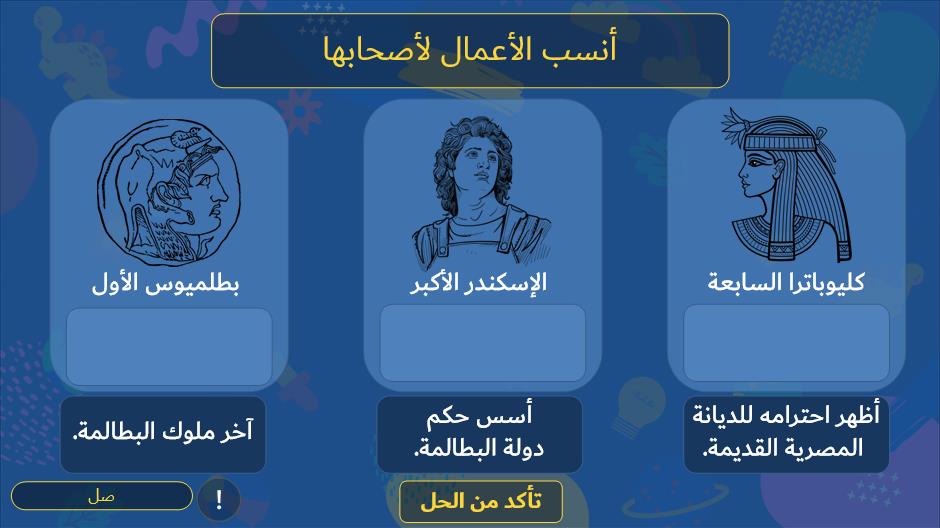 أنسب الأعمال لأصحابها
كليوباترا السابعة
الإسكندر الأكبر
بطلميوس الأول
أظهر احترامه للديانة
المصرية القديمة.
أسس حكم
دولة البطالمة.
آخر ملوك البطالمة.
تأكد من الحل
!
صل